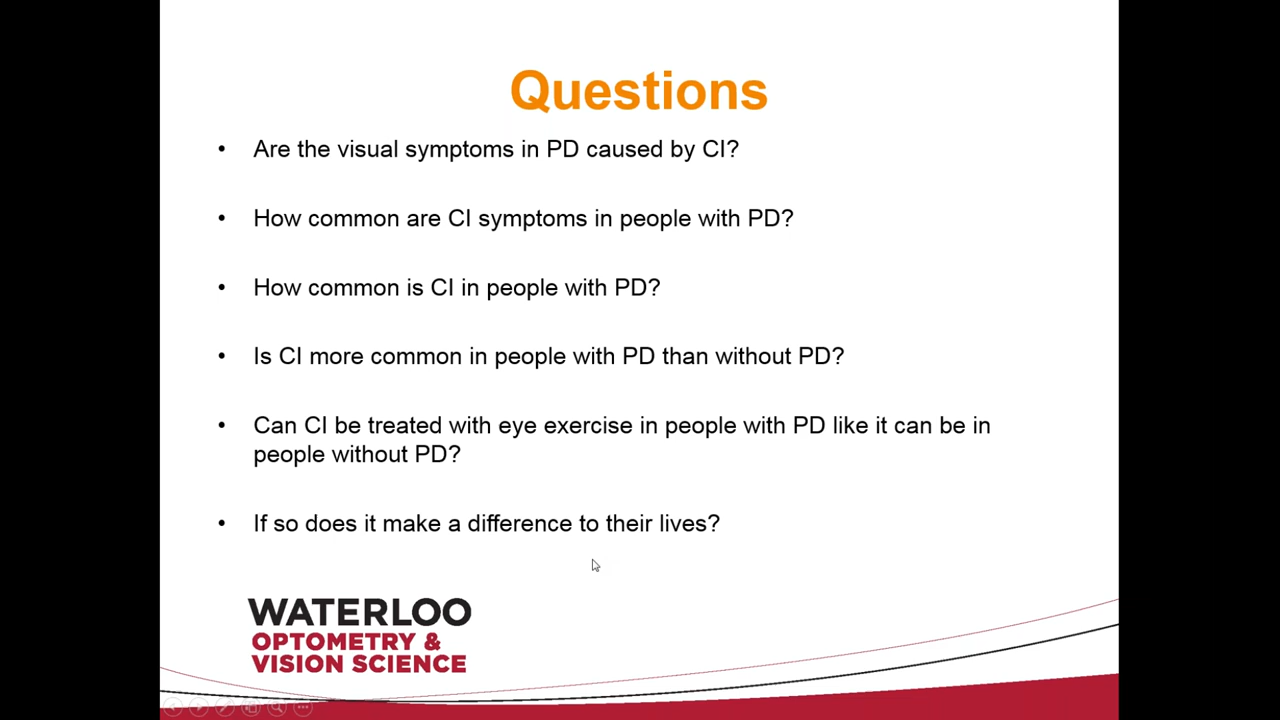 Questions
• Are the visual symptoms in PD caused by CI?
• How common are CI symptoms in people with PD?
• How common is CI in people with PD?
• Is CI more common in people with PD than without PD?
• Can CI be treated with eye exercise in people with PD like it can be in
people without PD?
• If so does it make a difference to their lives?
WATERLOO
OPTOMETRY &
VISION SCIENCE